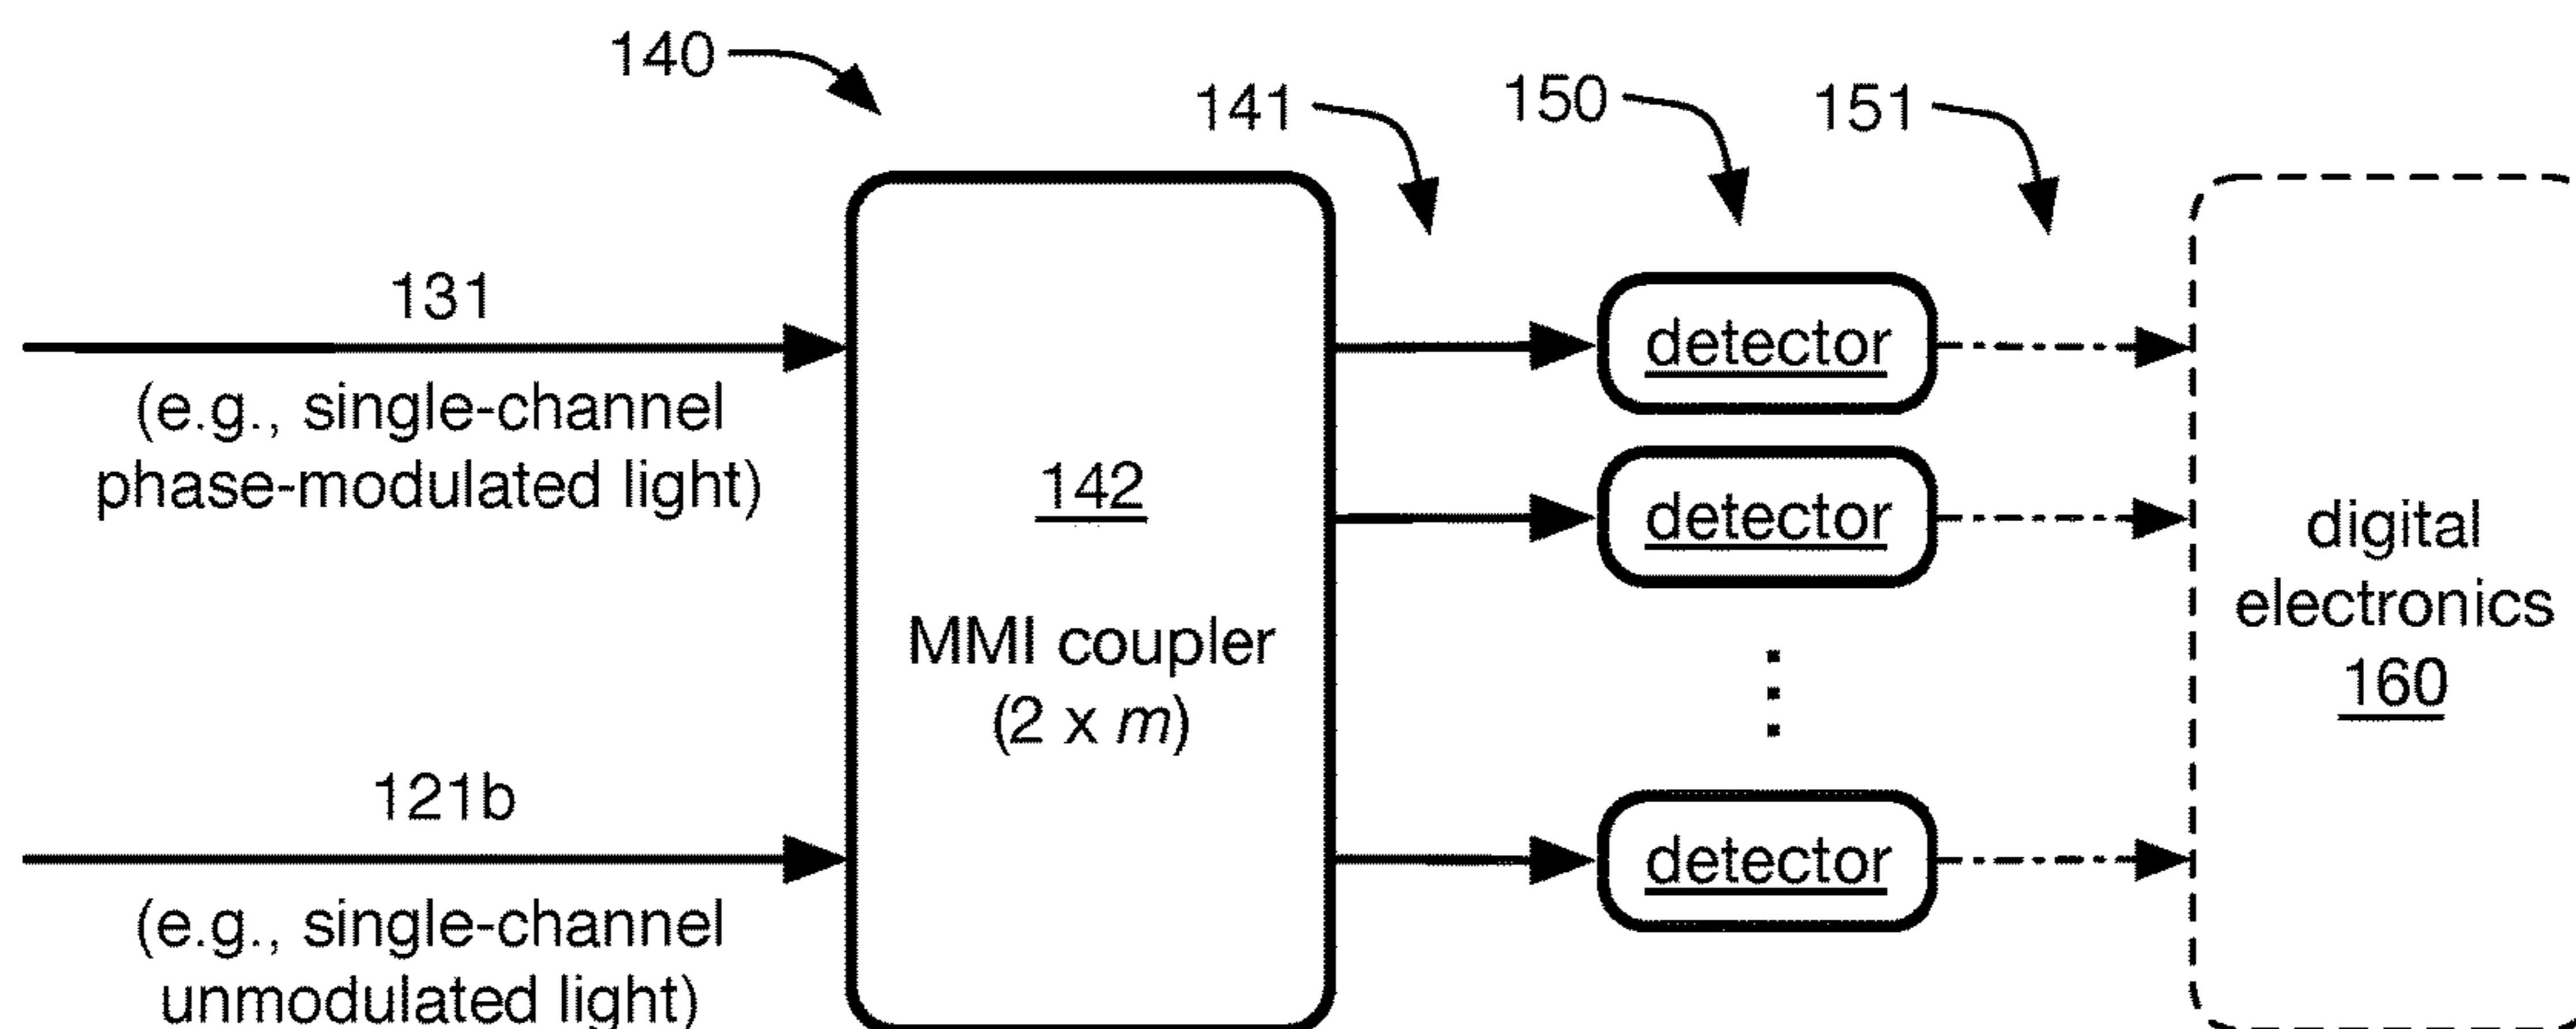 140
141
150
151
131
(e.g., single-channel
phase-modulated light)
121b
(e.g., single-channel
unmodulated light)
142
MMI coupler
(2 x m)
detector
detector
detector
digital
electronics
160